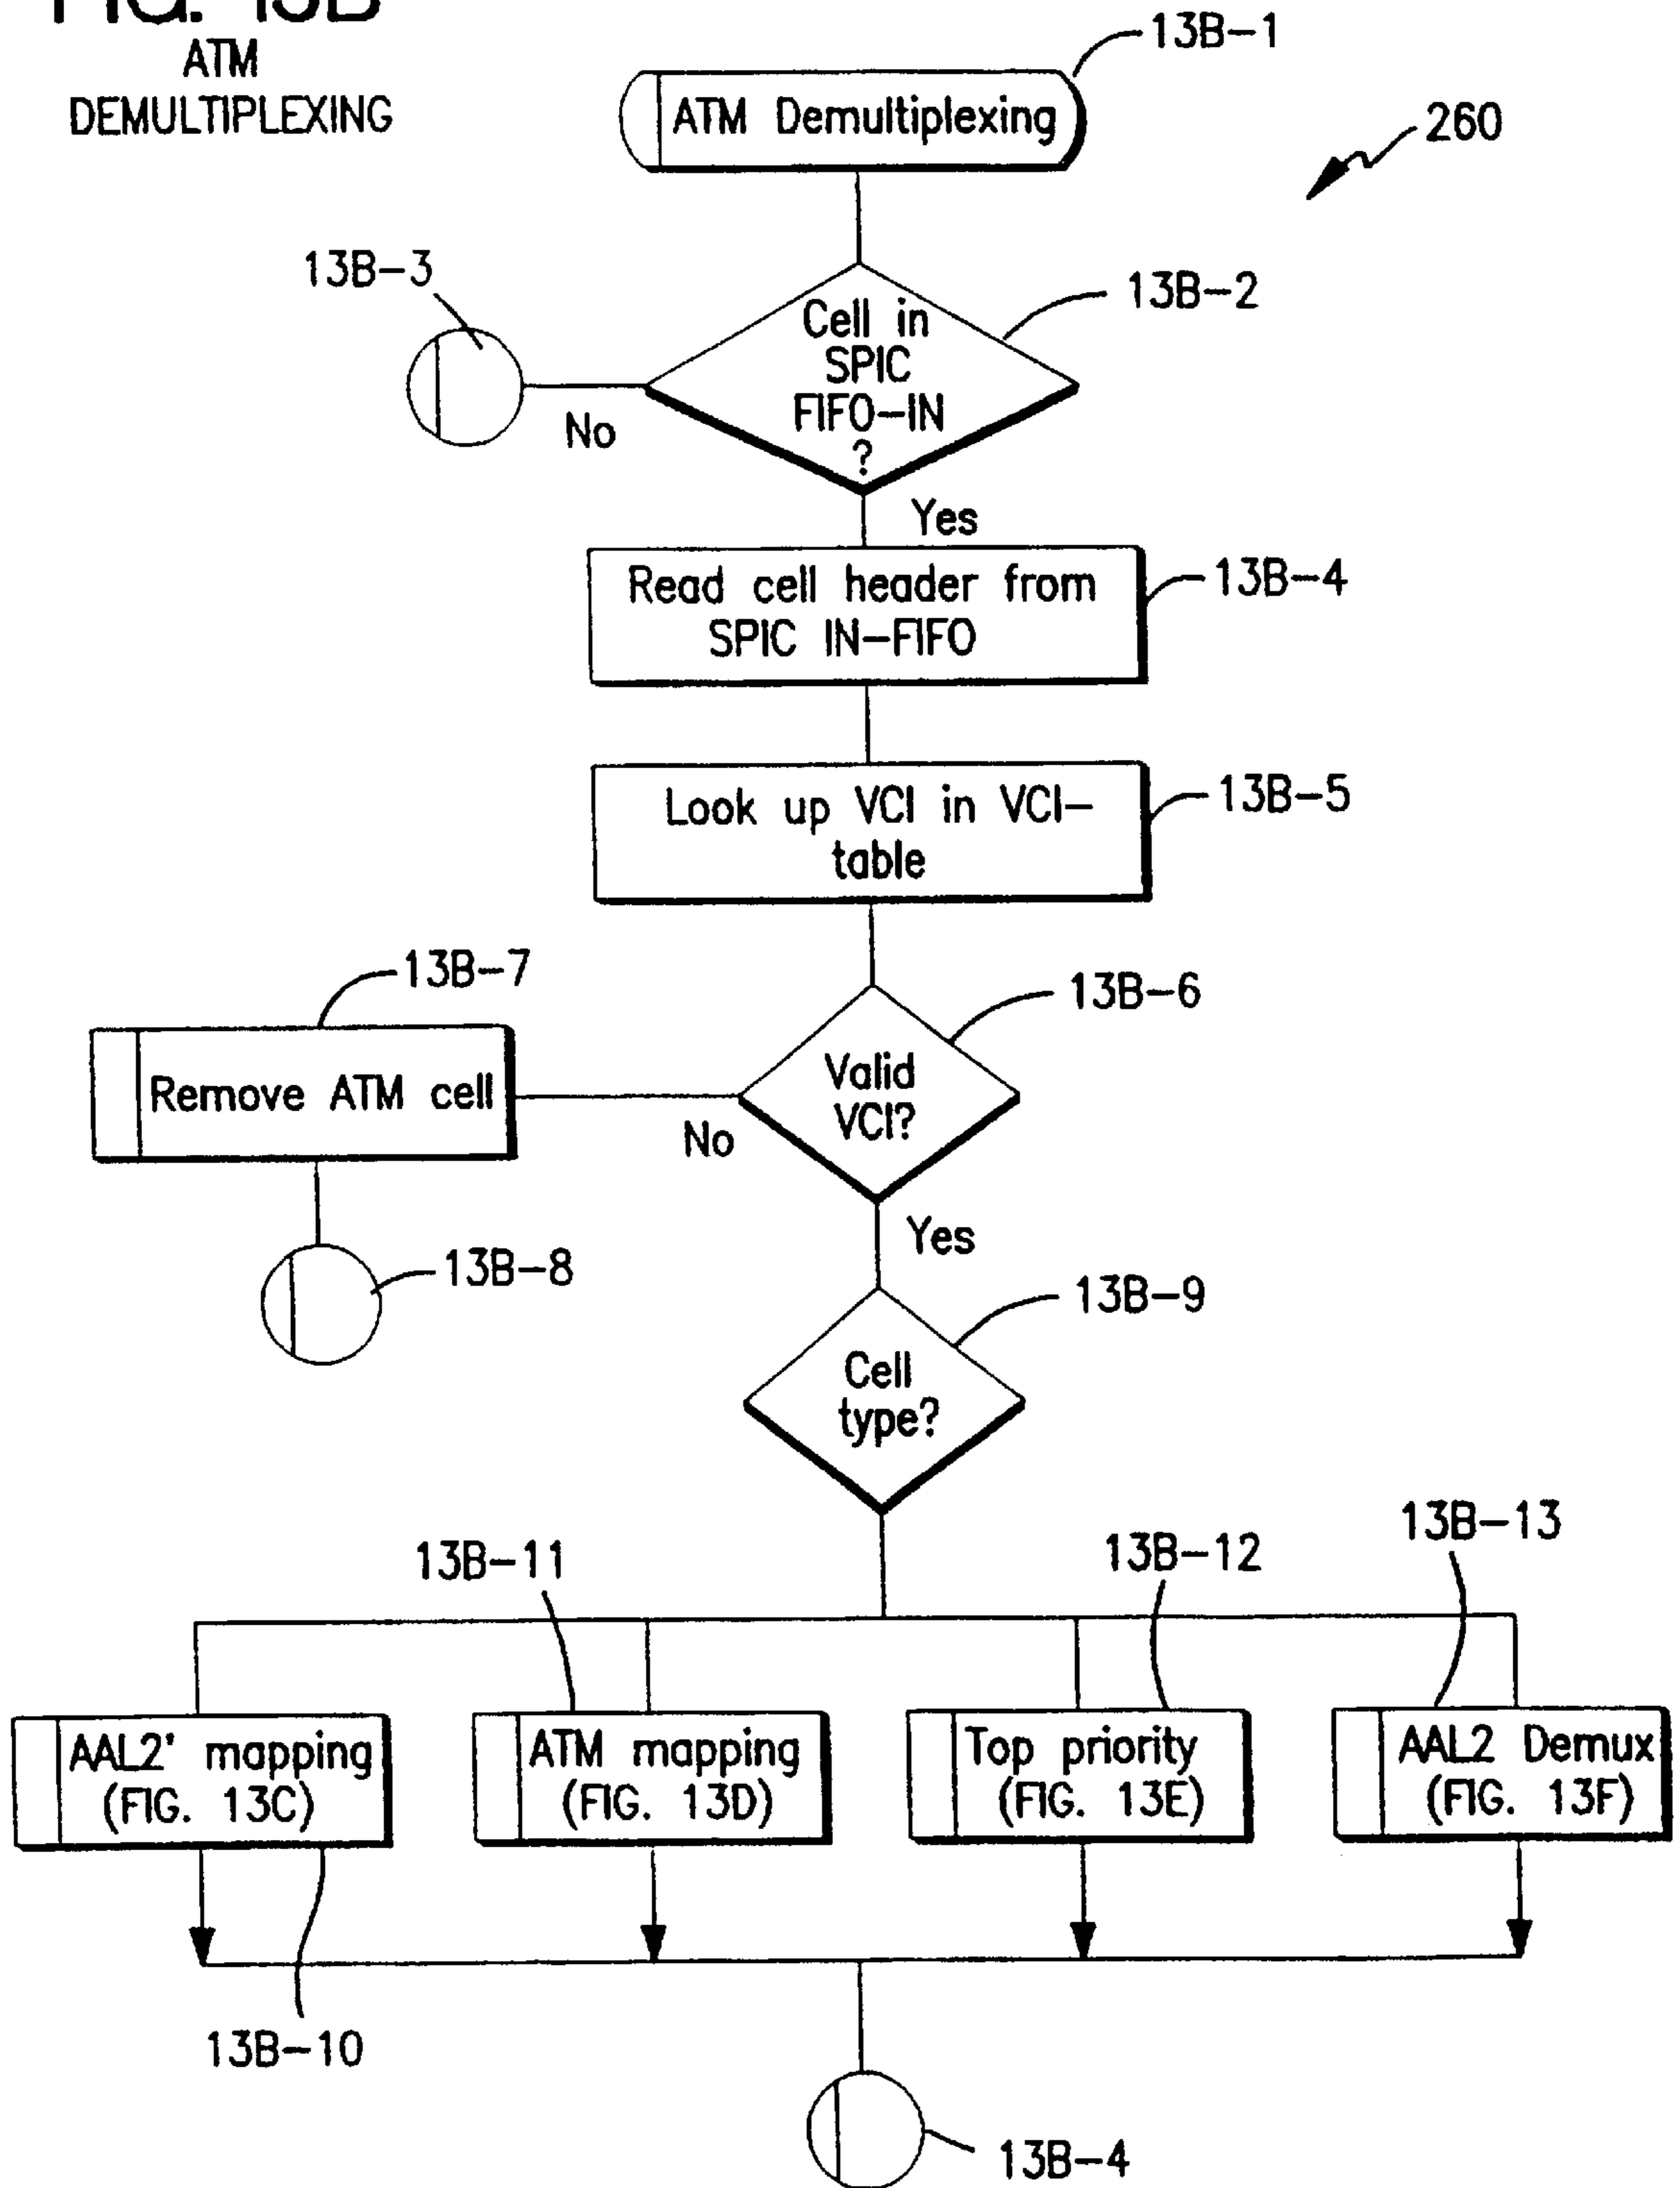 FIG. 13B
ATM
DEMULTIPLEXING
13B-1
ATM Demultiplexing
260
13B-3
13B-2
Cell in
SPIC
FIFO-IN
?
No
Yes
Read cell header from
SPIC IN-FIFO
13B-4
Look up VCI in VCI-
table
13B-5
13B-7
13B-6
Remove ATM cell
Valid
VCI?
No
Yes
13B-8
13B-9
Cell
type?
13B-11
13B-12
13B-13
AAL2' mapping
(FIG. 13C)
ATM mapping
(FIG. 13D)
Top priority
(FIG. 13E)
AAL2 Demux
(FIG. 13F)
13B-10
13B-4